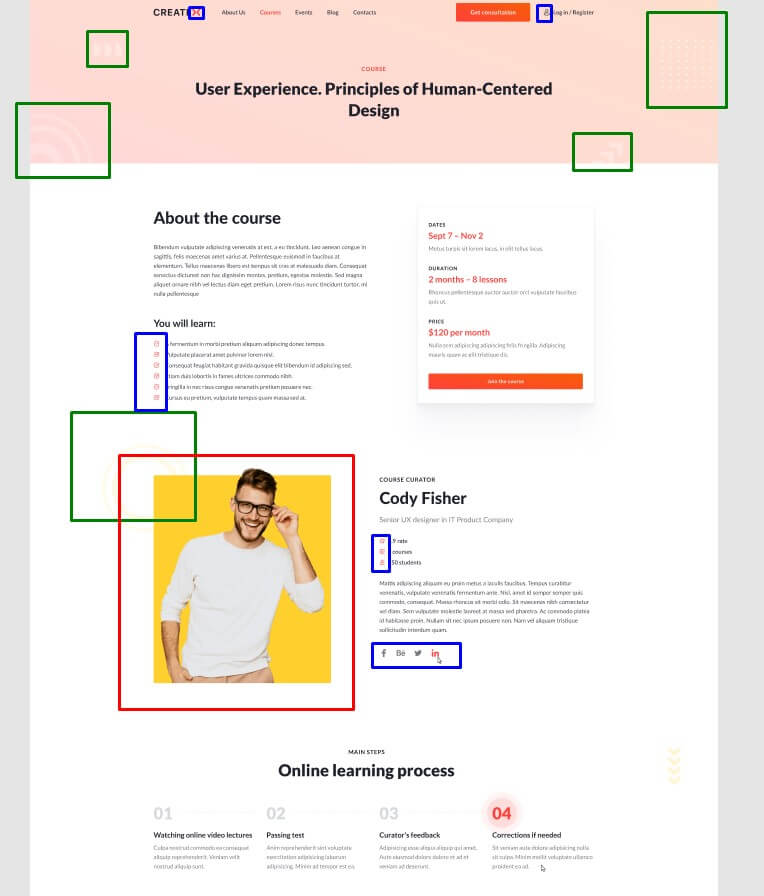 CREATI
About Us
Courses
Events
Blog
Contacts
Get consultation
Log in / Register
COURSE
User Experience. Principles of Human-Centered
Design
About the course
Bibendum vulputate adipiscing venenatis at est, a eu tincidunt. Leo aenean congue in
sagittis, felis maecenas amet varius at. Pellentesque euismod in faucibus at
elementum. Tellus maecenas libero est tempus sit cras at malesuada diam. Consequat
senectus dictumst non hac dignissim montes, pretium, egestas molestie. Sed magna
aliquet ornare nibh vel lectus diam eget pretium. Lorem risus nunc tincidunt tortor, mi
nulla pellentesque
You will learn:
fermentum in morbi pretium aliquam adipiscing donec tempus.
ulputate placerat amet pulvinar lorem nisl.
onsequat feugiat habitant gravida quisque elit bibendum id adipiscing sed.
tiam duis lobortis in fames ultrices commodo nibh.
ringilla in nec risus congue venenatis pretium posuere nec.
ursus eu pretium, vulputate tempus quam massa sed at.
DATES
Sept 7 – Nov 2
Metus turpis sit lorem lacus, in elit tellus lacus.
DURATION
2 months – 8 lessons
Rhoncus pellentesque auctor auctor orci vulputate faucibus
quis ut.
PRICE
$120 per month
Nulla sem adipiscing adipiscing felis fringilla. Adipiscing
mauris quam ac elit tristique dis.
Join the course
COURSE CURATOR
Cody Fisher
Senior UX designer in IT Product Company
9 rate
courses
50 students
Mattis adipiscing aliquam eu proin metus a iaculis faucibus. Tempus curabitur
venenatis, vulputate venenatis fermentum ante. Nisl, amet id semper semper quis
commodo, consequat. Massa rhoncus sit morbi odio. Sit maecenas nibh consectetur
vel diam. Sem vulputate molestie laoreet at massa sed pharetra. Ac commodo platea
id habitasse proin. Nullam sit nec ipsum posuere non. Nam vel aliquam tristique
sollicitudin interdum quam.
f
Bē
in
MAIN STEPS
Online learning process
01
02
03
04
Watching online video lectures
Culpa nostrud commodo ea consequat
aliquip reprehenderit. Veniam velit
nostrud aliquip sunt.
Passing test
Anim reprehenderit sint voluptate
exercitation adipisicing laborum
adipisicing. Minim ad tempor est ea.
Curator's feedback
Adipisicing esse aliqua aliquip qui amet.
Aute eiusmod dolore dolore et ad et
veniam ad deserunt.
Corrections if needed
Sit veniam aute dolore adipisicing nulla
sit culpa. Minim mollit voluptate ullamco
proident ea ad.